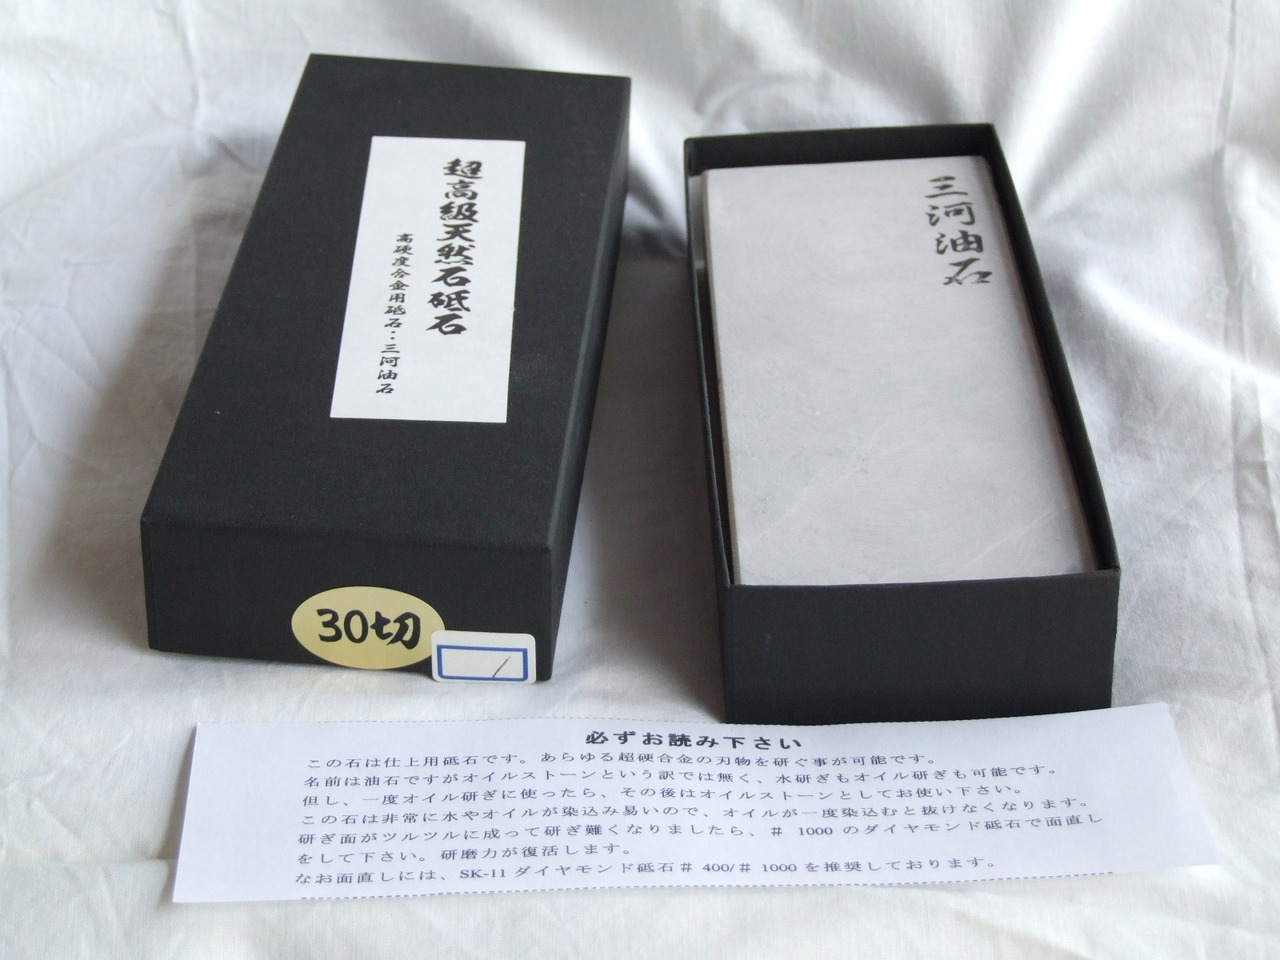 超高級天然石砥石
高硬度合金用砥石・・三河油石
30切
三河油石
必ずお読み下さい
この石は仕上用砥石です。あらゆる超硬合金の刃物を研ぐ事が可能です。
名前は油石ですがオイルストーンという訳では無く、水研ぎもオイル研ぎも可能です。
但し、一度オイル研ぎに使ったら、その後はオイルストーンとしてお使い下さい。
この石は非常に水やオイルが染込み易いので、オイルが一度染込むと抜けなくなります。
研ぎ面がツルツルに成って研ぎ難くなりましたら、# 1000 のダイヤモンド砥石で面直し
をして下さい。研磨力が復活します。
なお面直しには、SK-11 ダイヤモンド砥石# 400/# 1000 を推奨しております。